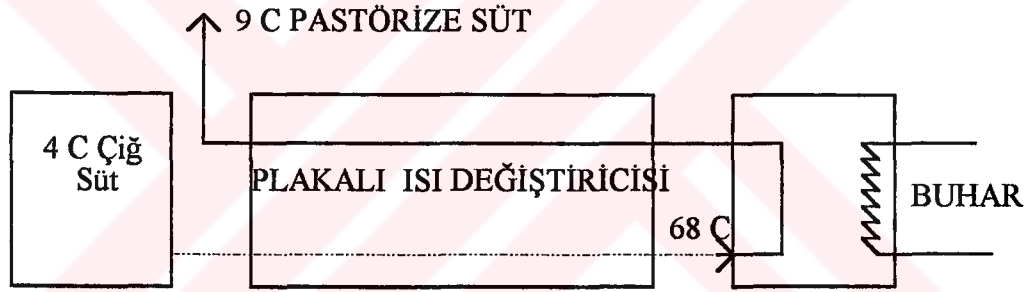 9 C PASTÖRİZE SÜT
4 C Çiğ
Süt
PLAKALI ISI DEĞİŞTİRİCİSİ
68 C
BUHAR